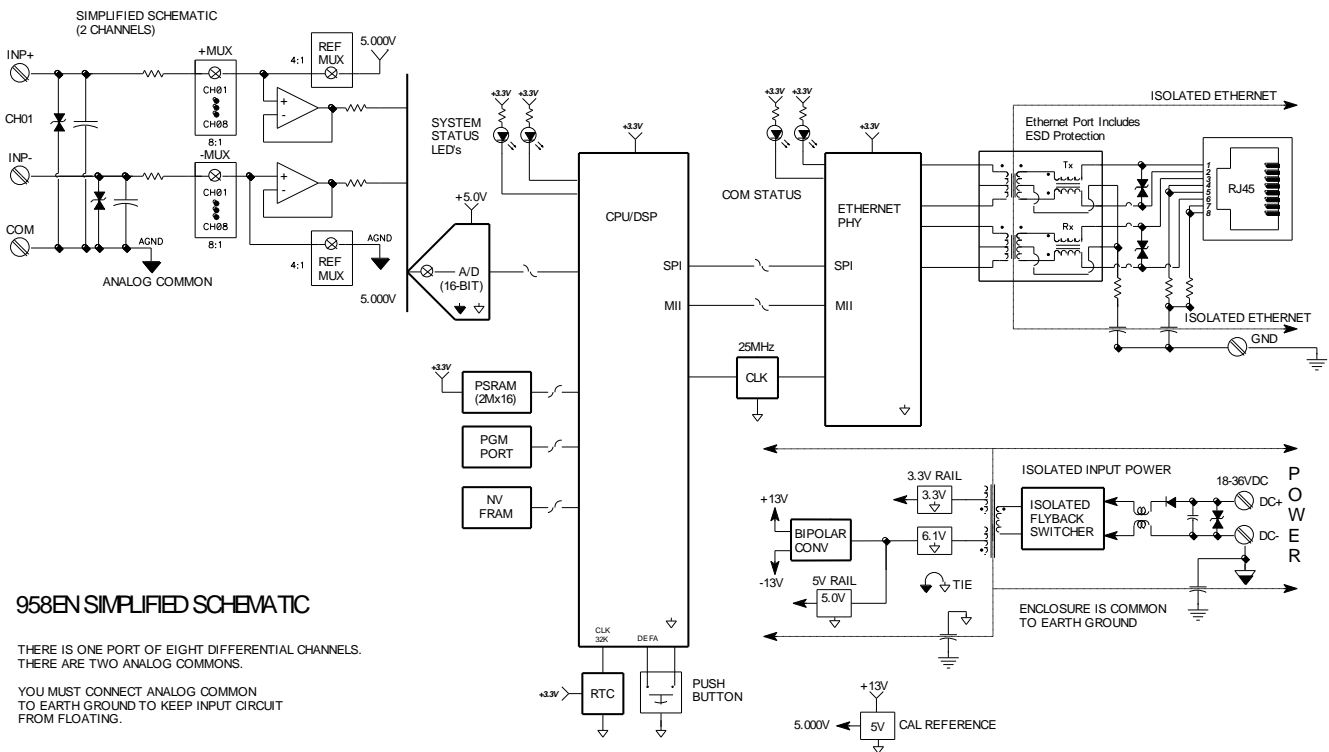 SIMPLIFIED SCHEMATIC
(2 CHANNELS)
INP+
CH01
INP-
COM
+MUX
CH01
CH08
8:1
-MUX
CH01
CH08
8:1
4:1
REF
MUX
5.000V
+
-
+
-
4:1
REF
MUX
AGND
5.000V
AGND
ANALOG COMMON
A/D
(16-BIT)
+5.0V
SYSTEM
STATUS
LED's
+3.3V
+3.3V
+3.3V
CPU/DSP
SPI
MII
+3.3V
PSRAM
(2Mx16)
PGM
PORT
NV
FRAM
CLK
32K
DEFA
+3.3V
RTC
PUSH
BUTTON
25MHz
CLK
+3.3V
+3.3V
COM STATUS
+3.3V
ETHERNET
PHY
SPI
MII
ISOLATED ETHERNET
Ethernet Port Includes
ESD Protection
Tx
Rx
1
2
3
4
5
6
7
8
RJ45
ISOLATED ETHERNET
GND
3.3V RAIL
3.3V
6.1V
+13V
BIPOLAR
CONV
-13V
5V RAIL
5.0V
TIE
ISOLATED INPUT POWER
ISOLATED
FLYBACK
SWITCHER
18-36VDC
DC+
DC-
POWER
ENCLOSURE IS COMMON
TO EARTH GROUND
+13V
5.000V
5V
CAL REFERENCE
958EN SIMPLIFIED SCHEMATIC
THERE IS ONE PORT OF EIGHT DIFFERENTIAL CHANNELS.
THERE ARE TWO ANALOG COMMONS.
YOU MUST CONNECT ANALOG COMMON
TO EARTH GROUND TO KEEP INPUT CIRCUIT
FROM FLOATING.